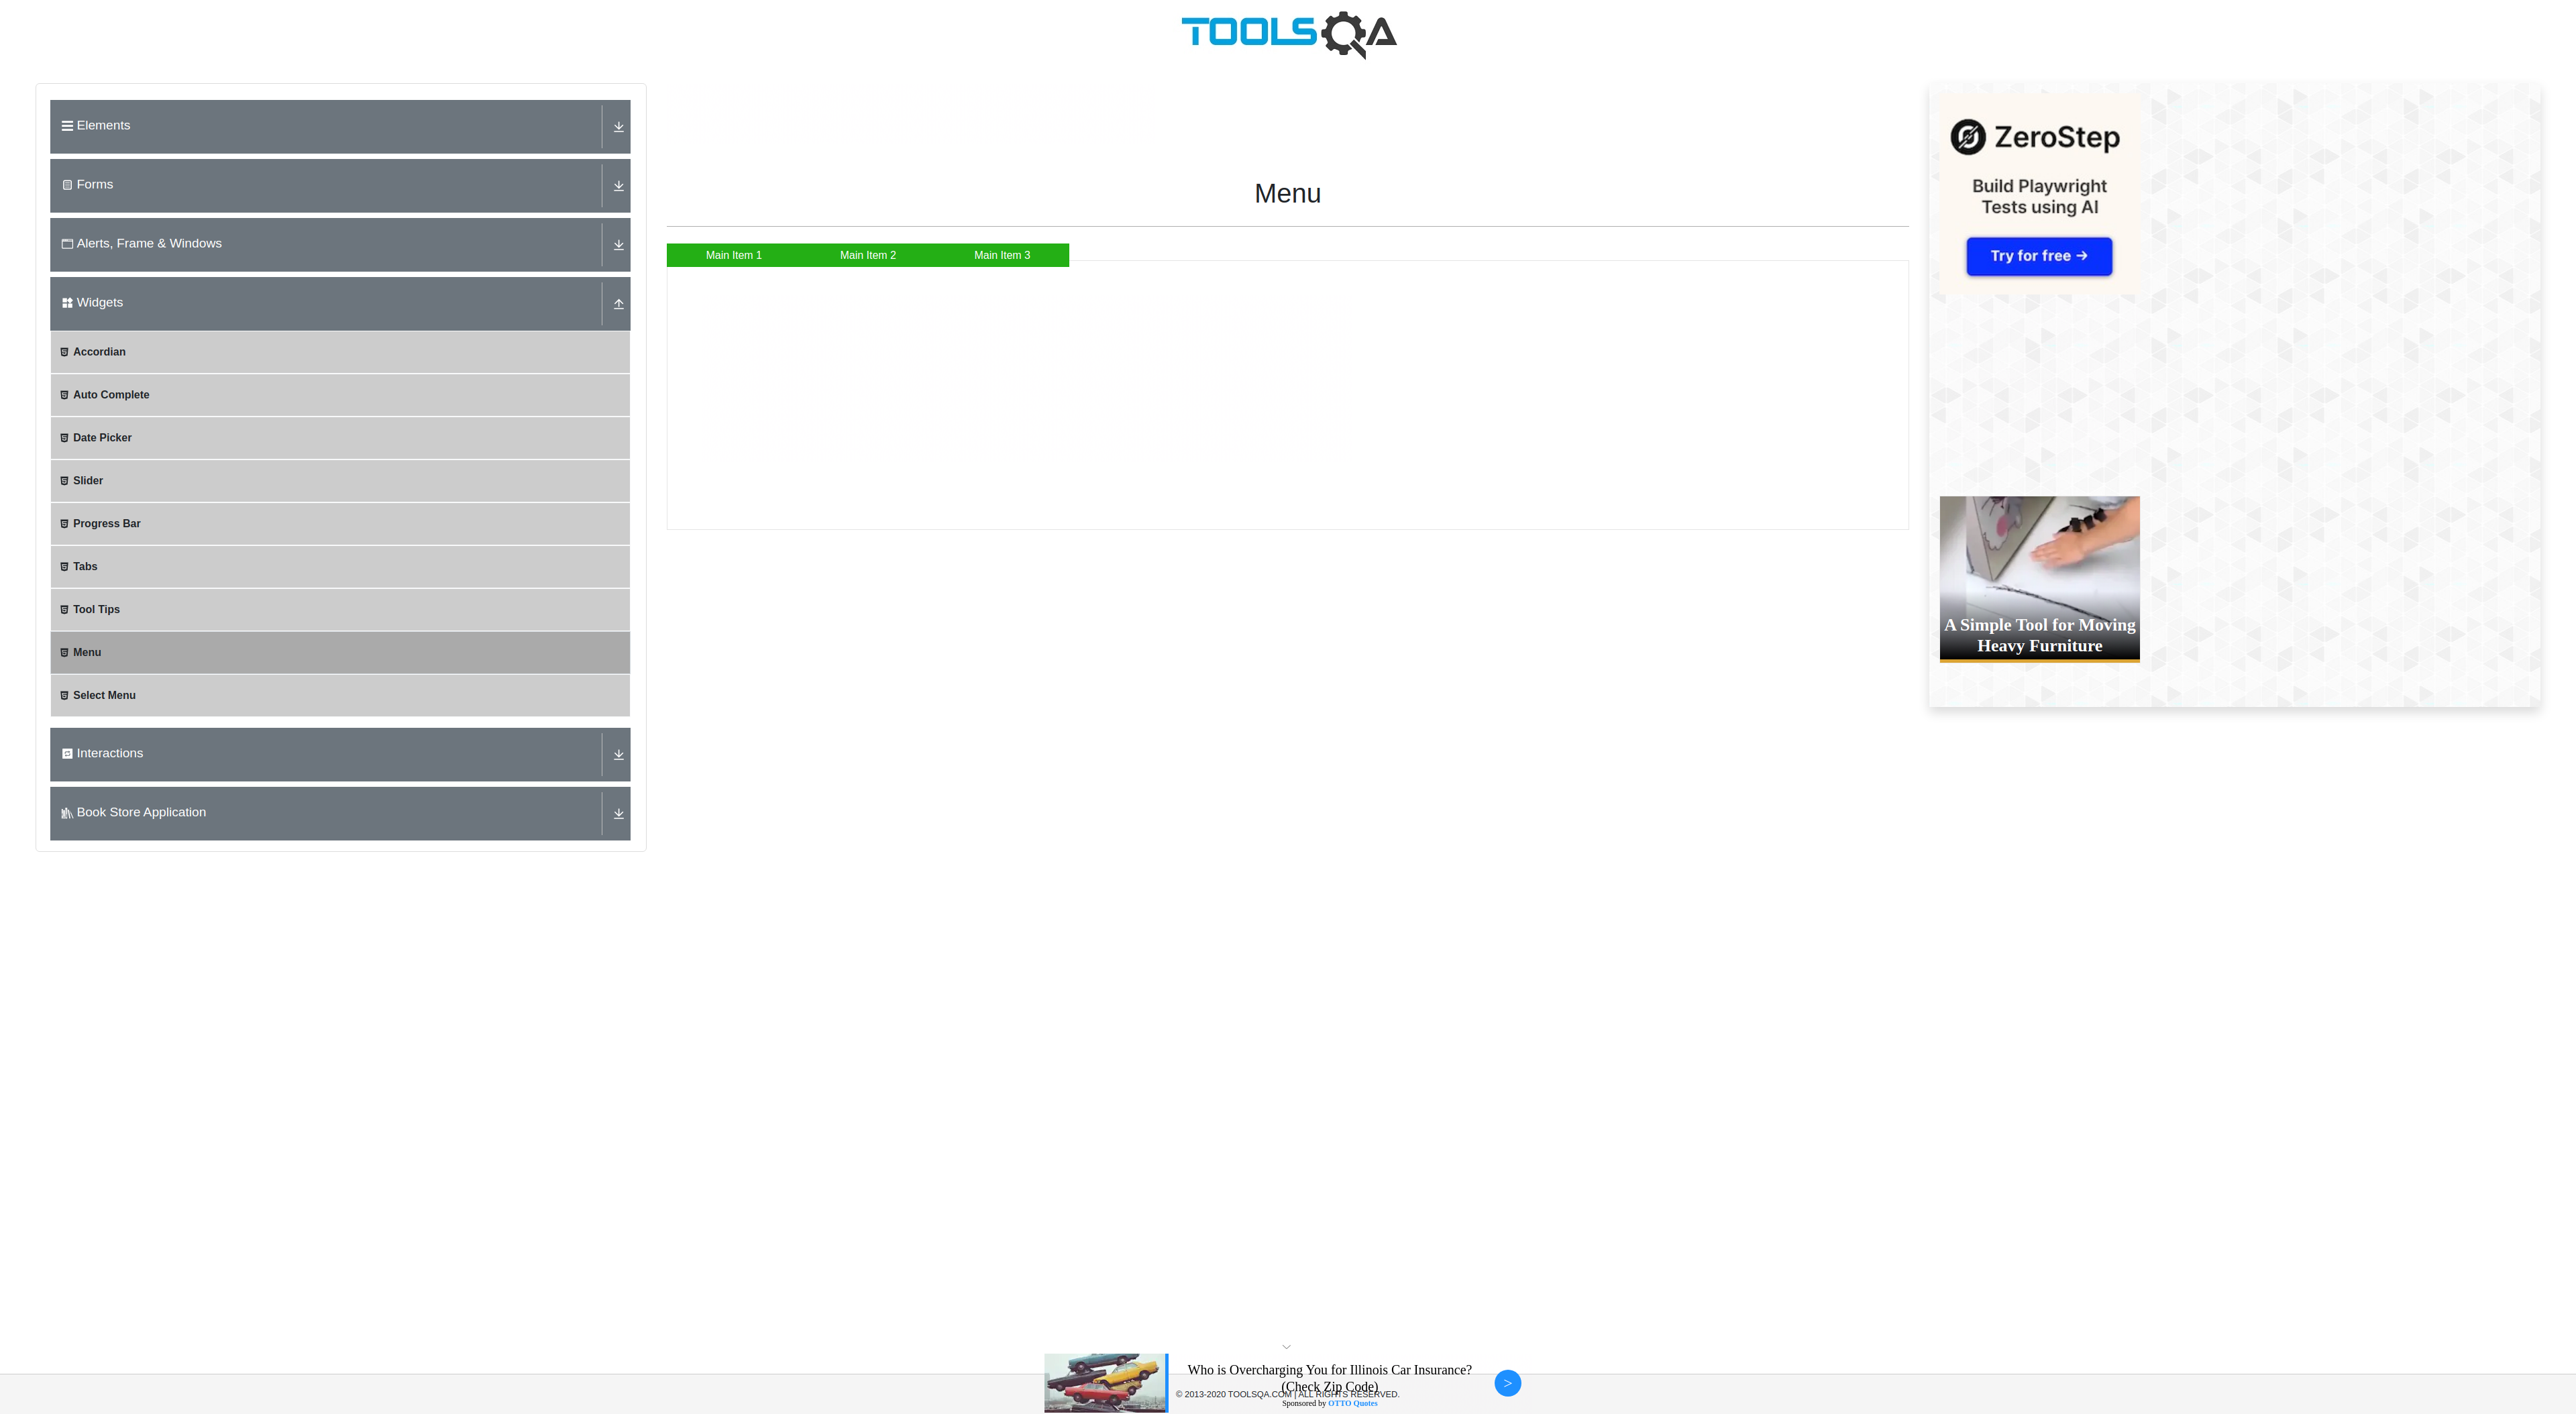 TOOLSQA
Elements
Forms
Alerts, Frame & Windows
Widgets
Accordian
Auto Complete
Date Picker
Slider
Progress Bar
Tabs
Tool Tips
Menu
Select Menu
Interactions
Book Store Application
Menu
Main Item 1
Main Item 2
Main Item 3
ZeroStep
Build Playwright
Tests using AI
Try for free →
A Simple Tool for Moving
Heavy Furniture
Who is Overcharging You for Illinois Car Insurance?
(Check Zip Code)
© 2013-2020 TOOLSQA.COM | ALL RIGHTS RESERVED.
Sponsored by OTTO Quotes
>